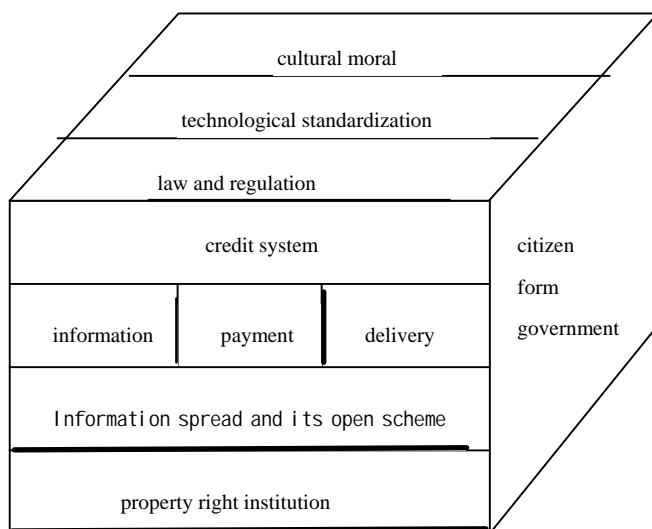 cultural moral
technological standardization
law and regulation
credit system
citizen
form
government
information payment delivery
Information spread and its open scheme
property right institution